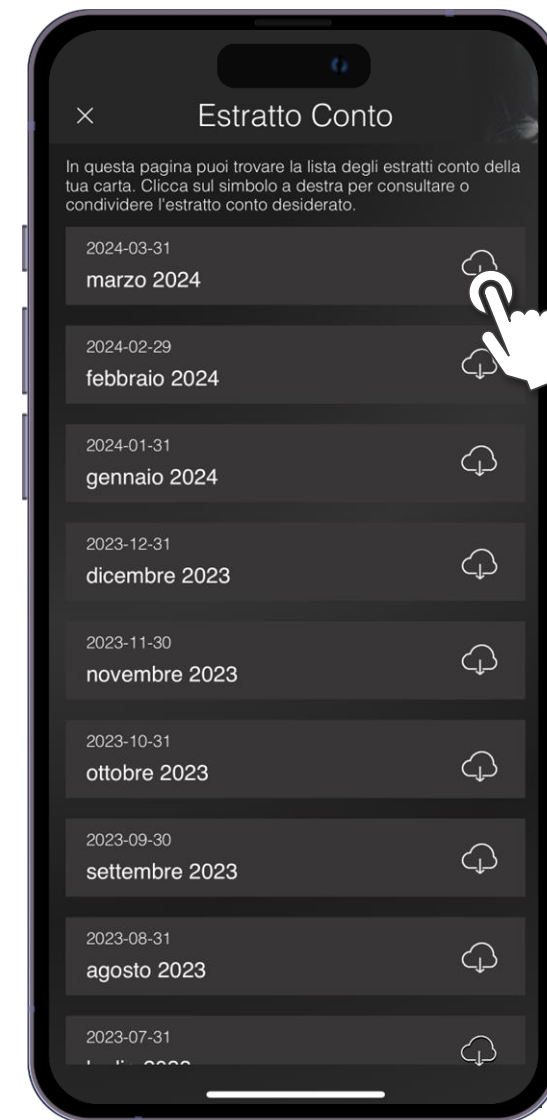 Estratto Conto
In questa pagina puoi trovare la lista degli estratti conto della
tua carta. Clicca sul simbolo a destra per consultare o
condividere l'estratto conto desiderato.
2024-03-31
marzo 2024
2024-02-29
febbraio 2024
2024-01-31
gennaio 2024
2023-12-31
dicembre 2023
2023-11-30
novembre 2023
2023-10-31
ottobre 2023
2023-09-30
settembre 2023
2023-08-31
agosto 2023
2023-07-31